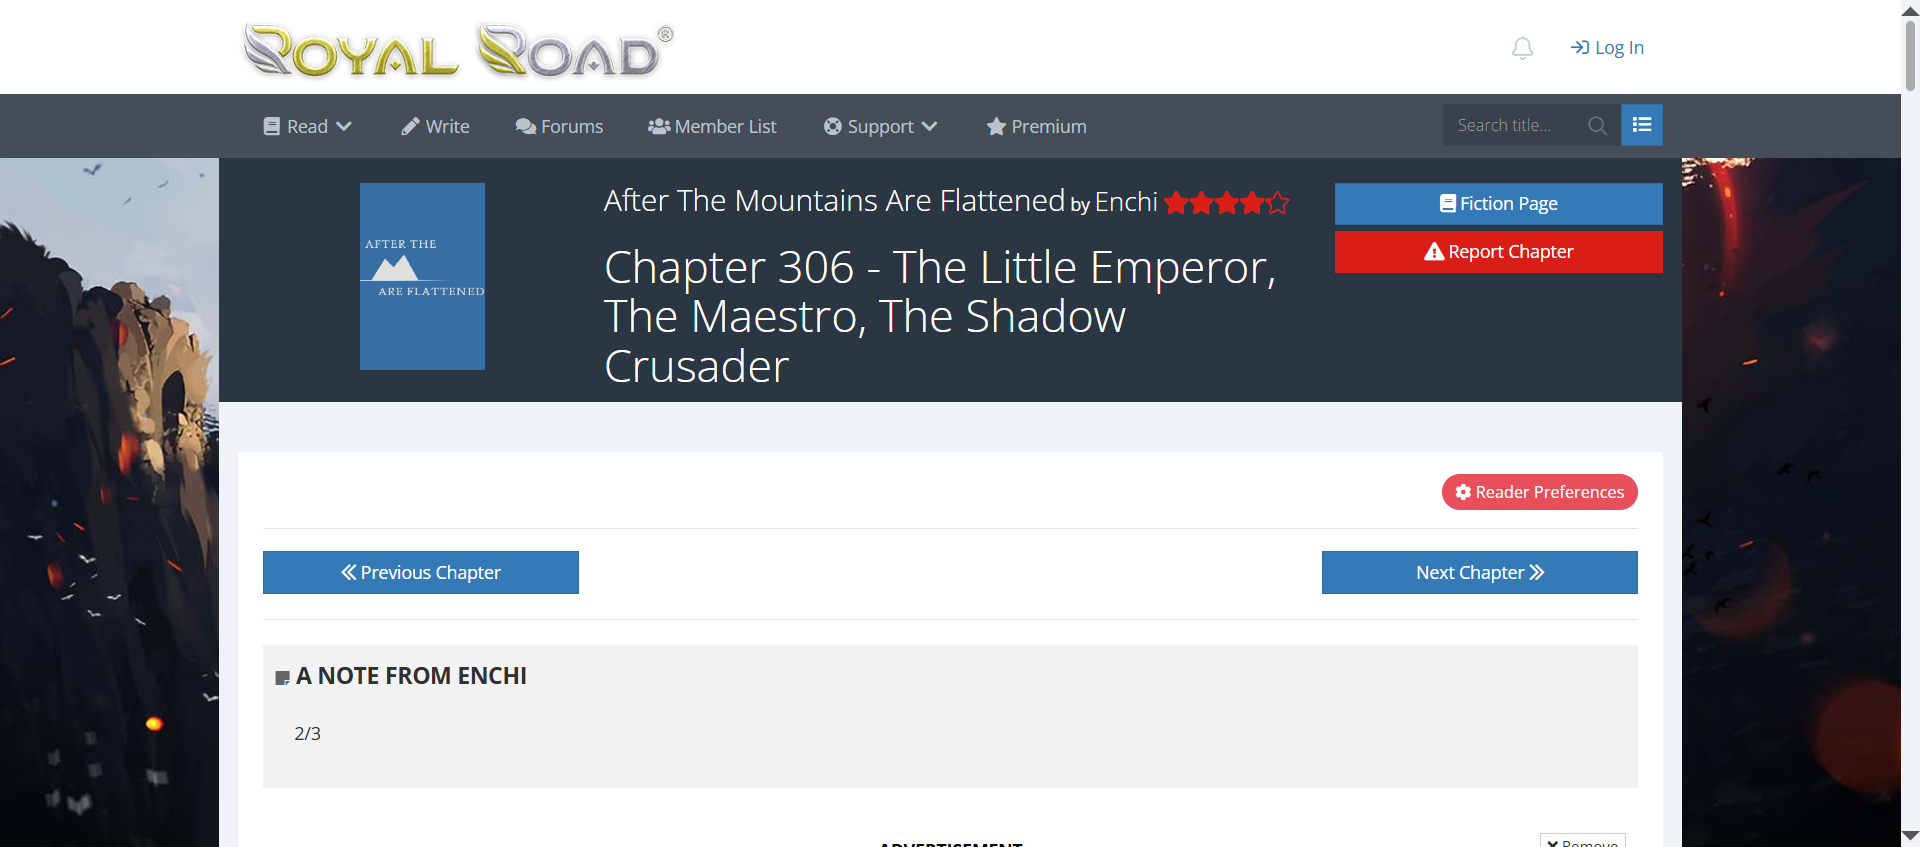 ROYAL ROAD®
Log In
Read
Write
Forums
Member List
Support
Premium
Search title...
AFTER THE
ARE FLATTENED
After The Mountains Are Flattened by Enchi
Chapter 306 - The Little Emperor,
The Maestro, The Shadow
Crusader
Fiction Page
Report Chapter
Reader Preferences
Previous Chapter
Next Chapter
A NOTE FROM ENCHI
2/3
ADVERTISEMENT
Remove